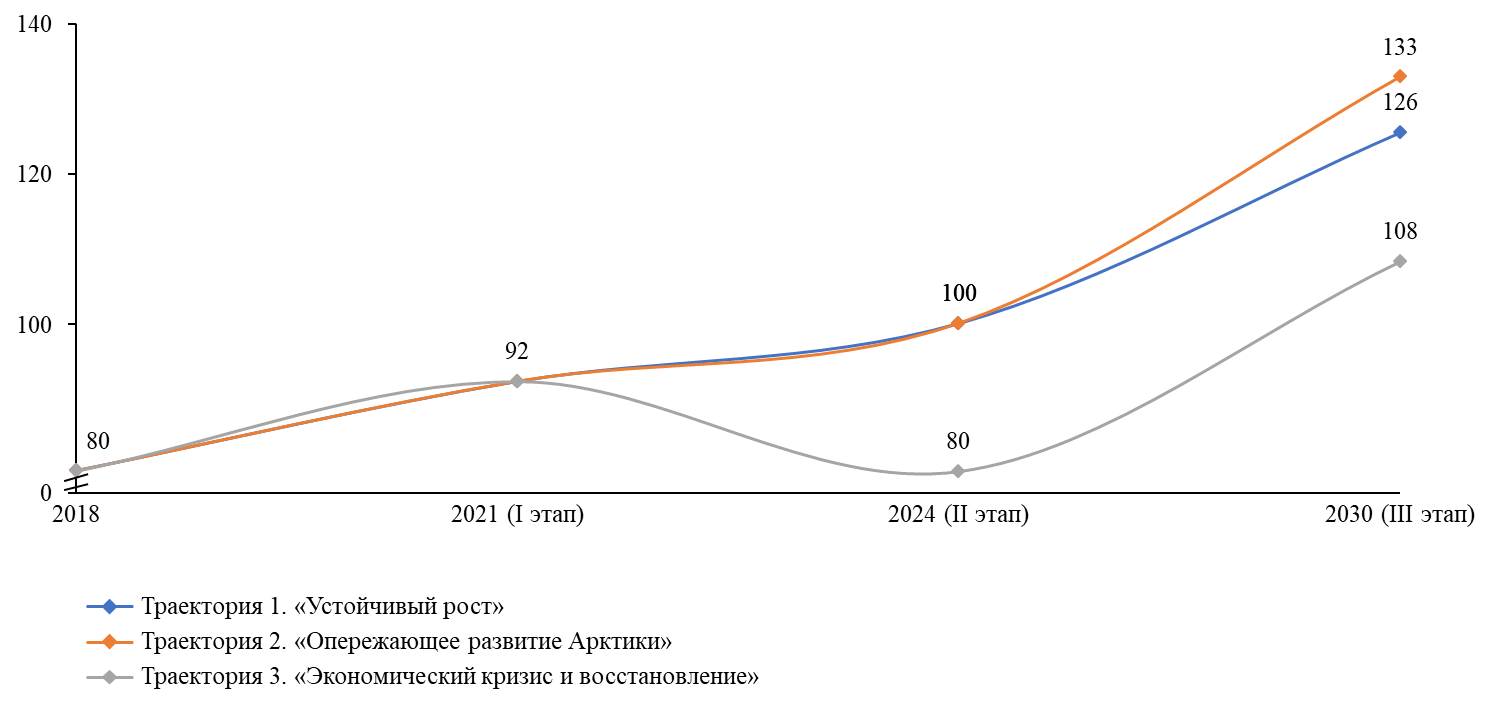 140
133
126
120
108
100
100
92
80
80
0
2018
2021 (I этап)
2024 (II этап)
2030 (III этап)
Траектория 1. «Устойчивый рост»
Траектория 2. «Опережающее развитие Арктики»
Траектория 3. «Экономический кризис и восстановление»